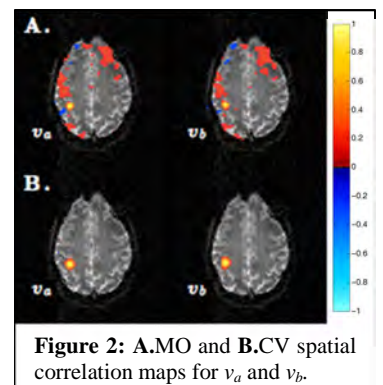 A.
v_a v_b
B.
v_a v_b
1
0.8
0.6
0.4
0.2
0
-0.2
-0.4
-0.6
-0.8
-1
Figure 2: A.MO and B.CV spatial
correlation maps for v_a and v_b.